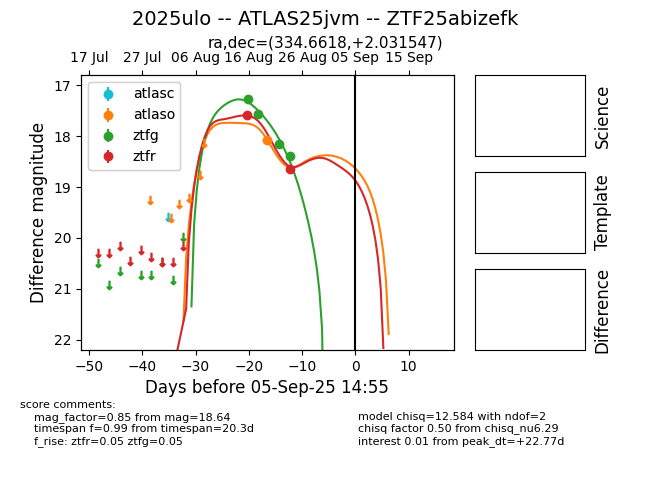 2025ulo -- ATLAS25jvm -- ZTF25abizefk
ra,dec=(334.6618,+2.031547)
17 Jul 27 Jul 06 Aug 16 Aug 26 Aug 05 Sep 15 Sep
atlasc
atlaso
ztfg
ztfr
17
18
19
20
21
22
Difference magnitude
−50 −40 −30 −20 −10 0 10
Days before 05-Sep-25 14:55
Science
Template
Difference
score comments:
mag_factor=0.85 from mag=18.64
timespan f=0.99 from timespan=20.3d
f_rise: ztfr=0.05 ztfg=0.05
model chisq=12.584 with ndof=2
chisq factor 0.50 from chisq_nu6.29
interest 0.01 from peak_dt=+22.77d